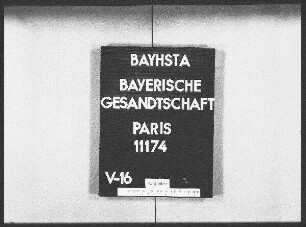 BAYHSTA
BAYERISCHE
GESANDTSCHAFT
PARIS
11174
V-16